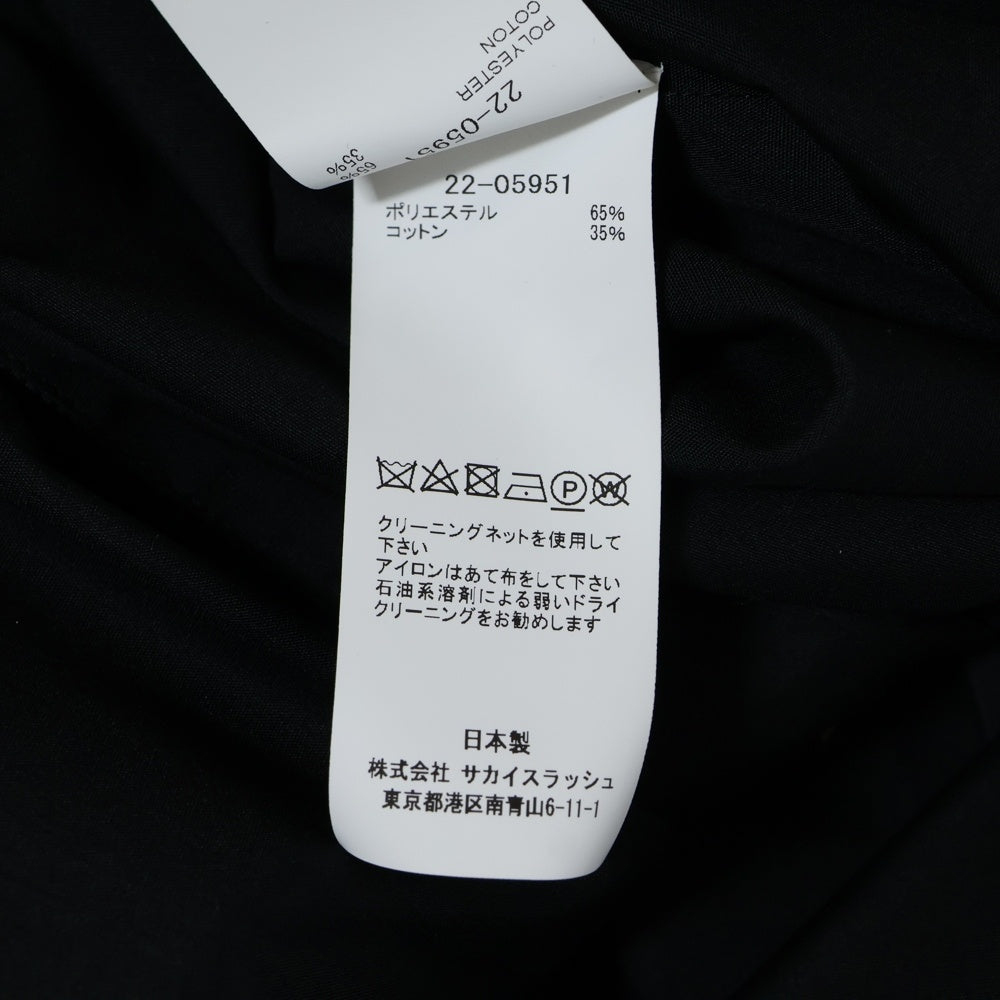 COTTON
POLYESTER
22-05951
35%
65%
22-05951
ポリエステル 65%
コットン 35%
P
W
クリーニングネットを使用して
下さい
アイロンはあて布をして下さい
石油系溶剤による弱いドライ
クリーニングをお勧めします
日本製
株式会社 サカイスラッシュ
東京都港区南青山6-11-1